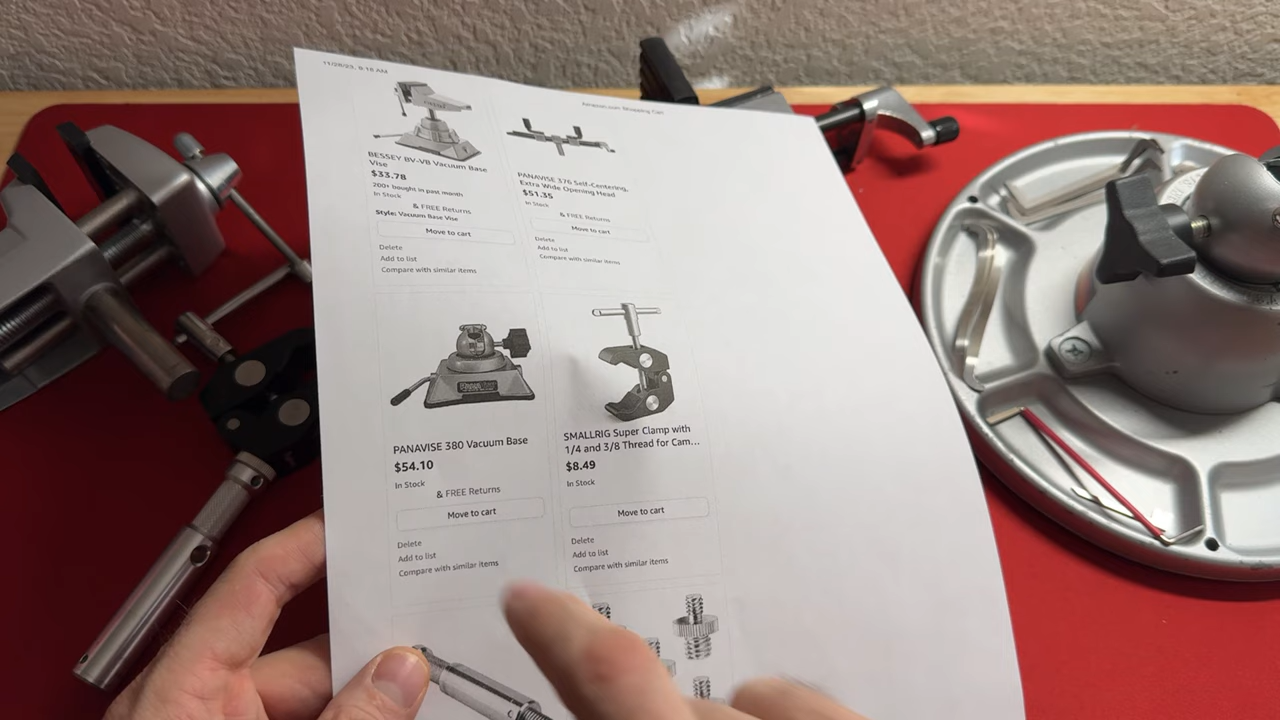 11/28/23, 9:16 AM
Amazon.com Shopping Cart
BESSEY BV-VB Vacuum Base
Vise
$33.78
200+ bought in past month
In Stock
& FREE Returns
Style: Vacuum Base Vise
Move to cart
Delete
Add to list
Compare with similar items
PANAVISE 376 Self-Centering,
Extra Wide Opening Head
$51.35
In Stock
& FREE Returns
Move to cart
Delete
Add to list
Compare with similar items
PANAVISE 380 Vacuum Base
$54.10
In Stock
& FREE Returns
Move to cart
Delete
Add to list
Compare with similar items
SMALLRIG Super Clamp with
1/4 and 3/8 Thread for Cam...
$8.49
In Stock
Move to cart
Delete
Add to list
Compare with similar items